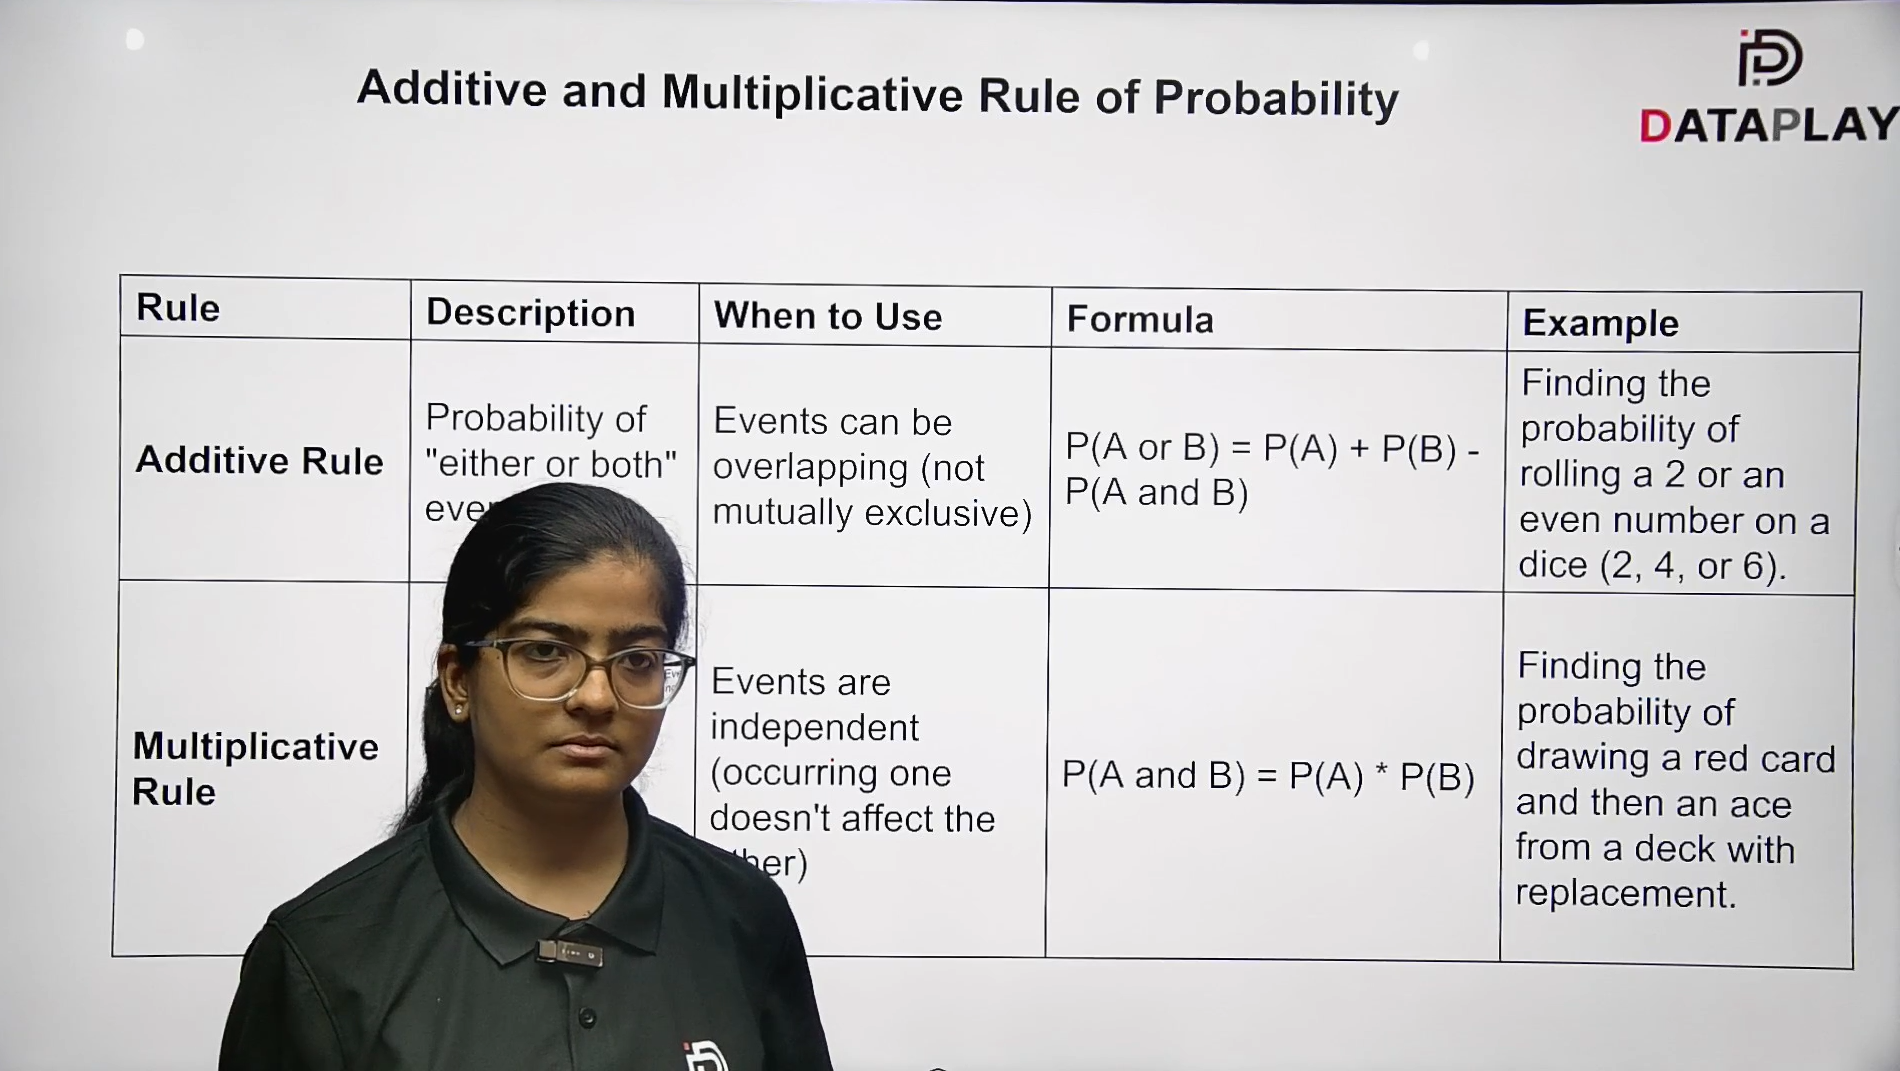 Additive and Multiplicative Rule of Probability
DATAPLAY
Rule
Description
When to Use
Formula
Example
Additive Rule
Probability of
"either or both"
Events can be
overlapping (not
mutually exclusive)
P(A or B) = P(A) + P(B) -
P(A and B)
Finding the
probability of
rolling a 2 or an
even number on a
dice (2, 4, or 6).
Multiplicative
Rule
Events are
independent
(occurring one
doesn't affect the
P(A and B) = P(A) * P(B)
Finding the
probability of
drawing a red card
and then an ace
from a deck with
replacement.